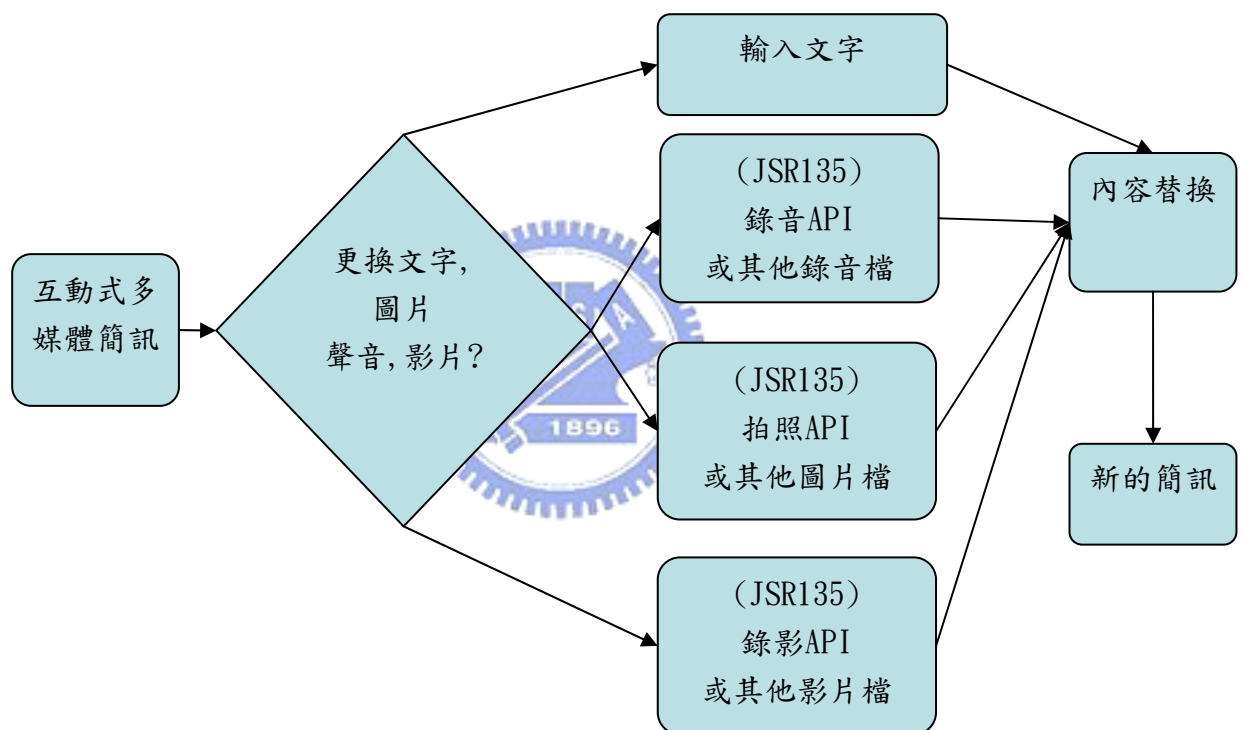 互動式多
媒體簡訊
更換文字,
圖片
聲音,影片?
輸入文字
(JSR135)
錄音API
或其他錄音檔
(JSR135)
拍照API
或其他圖片檔
(JSR135)
錄影API
或其他影片檔
內容替換
新的簡訊
1896